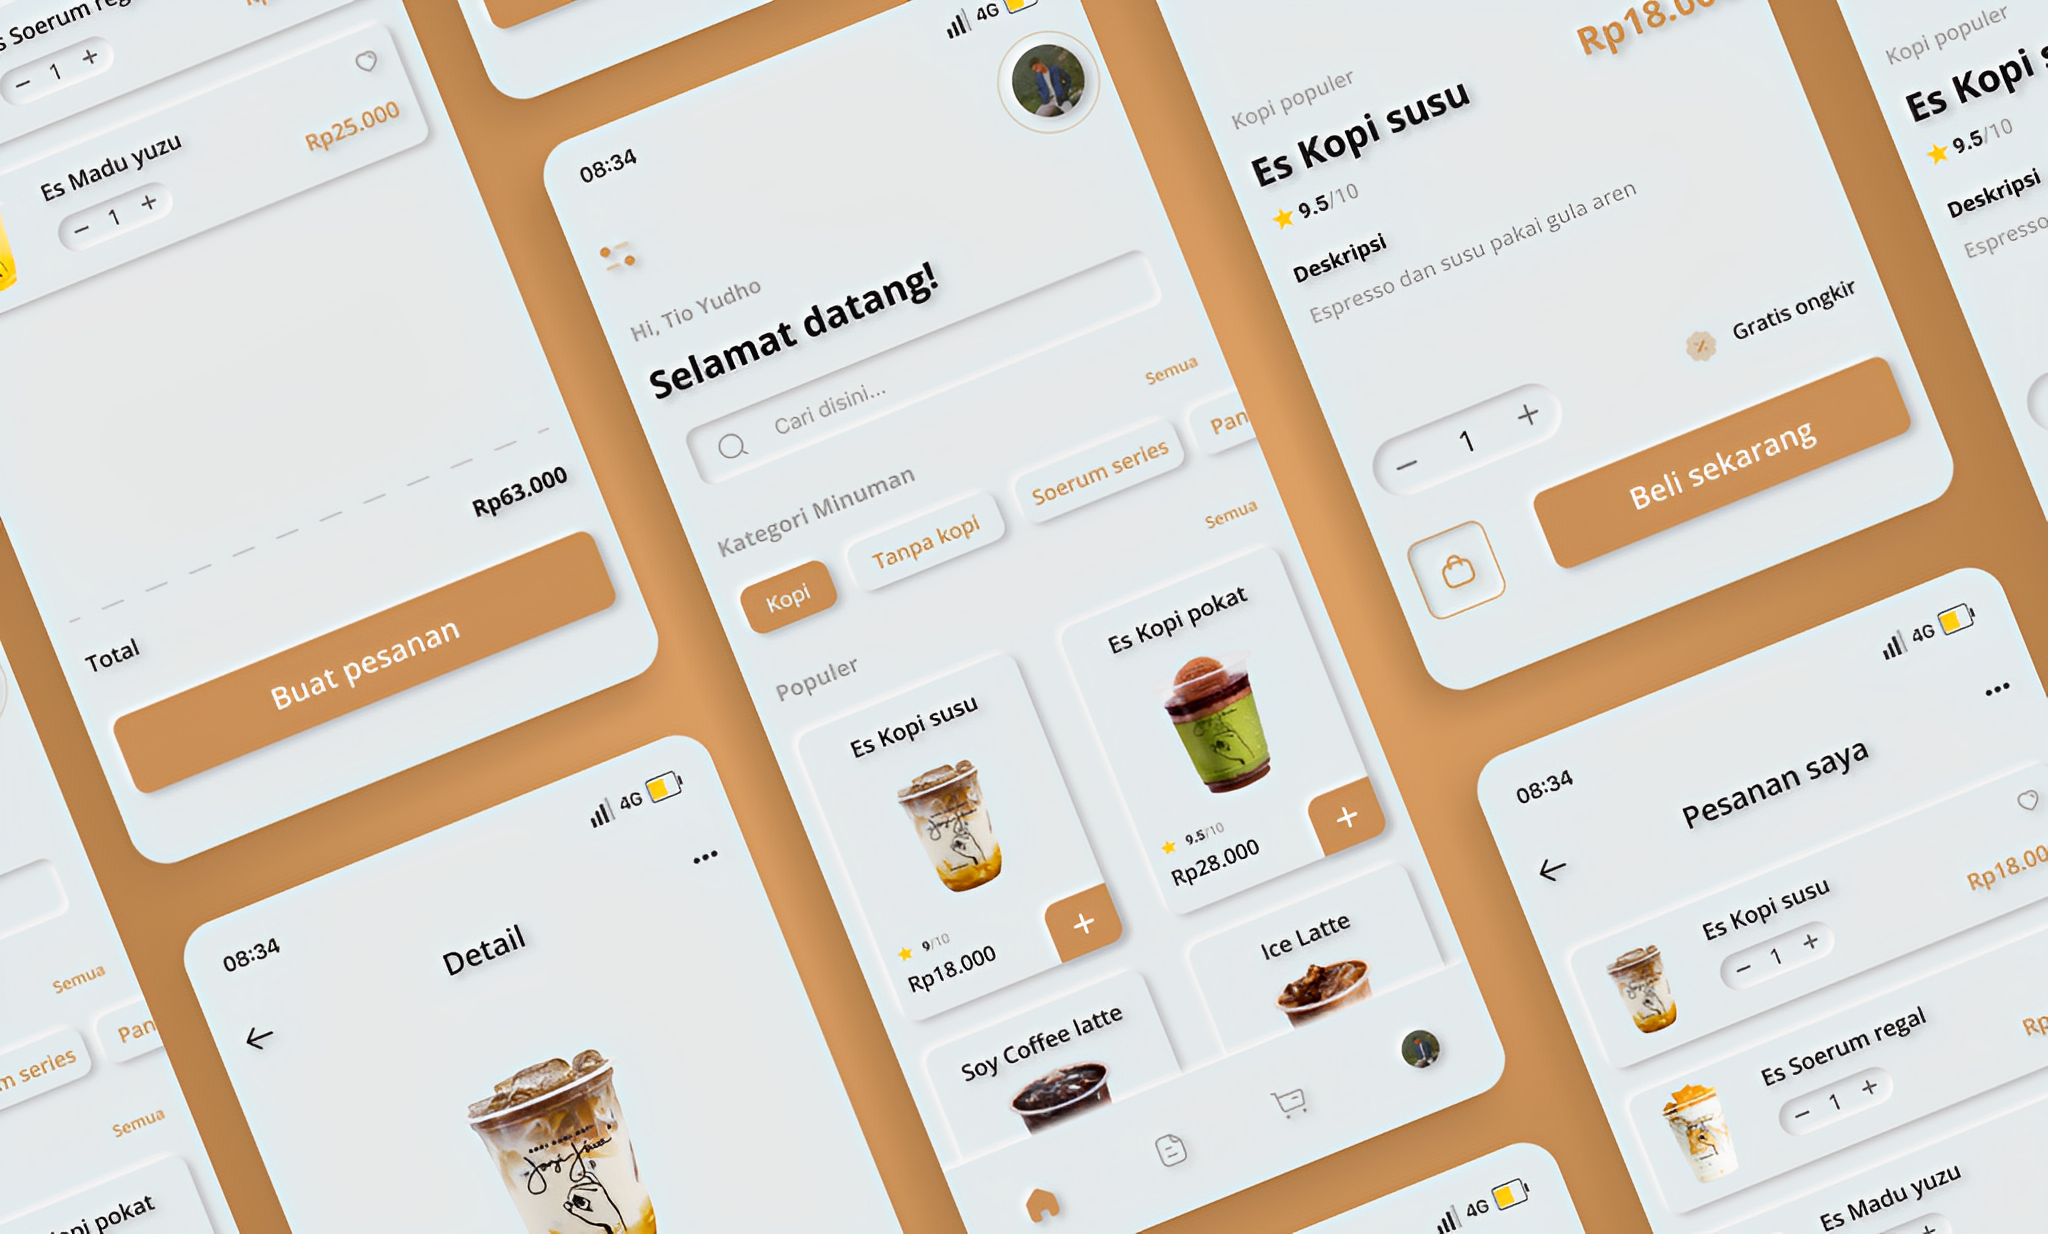 Es Soerum regal
1
Es Madu yuzu
Rp25.000
1
Rp63.000
Total
Buat pesanan
4G
08:34
Hi, Tio Yudho
Selamat datang!
Cari disini...
Semua
Kategori Minuman
Kopi
Tanpa kopi
Soerum series
Pan
Semua
Populer
Es Kopi susu
9/10
Rp18.000
Es Kopi pokat
9.5/10
Rp28.000
Soy Coffee latte
Ice Latte
Rp18.00
Kopi populer
Es Kopi susu
9.5/10
Deskripsi
Espresso dan susu pakai gula aren
Gratis ongkir
1
Beli sekarang
Kopi populer
Es Kopi s
9.5/10
Deskripsi
Espresso
Semua
m series
Pan
Semua
opi pokat
4G
08:34
Detail
4G
08:34
Pesanan saya
Es Kopi susu
Rp18.00
1
Es Soerum regal
Rp
1
Es Madu yuzu
4G